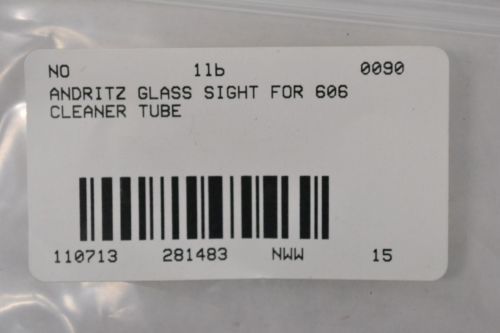 NO 1lb 0090
ANDRITZ GLASS SIGHT FOR 606
CLEANER TUBE
110713 281483 NWW 15